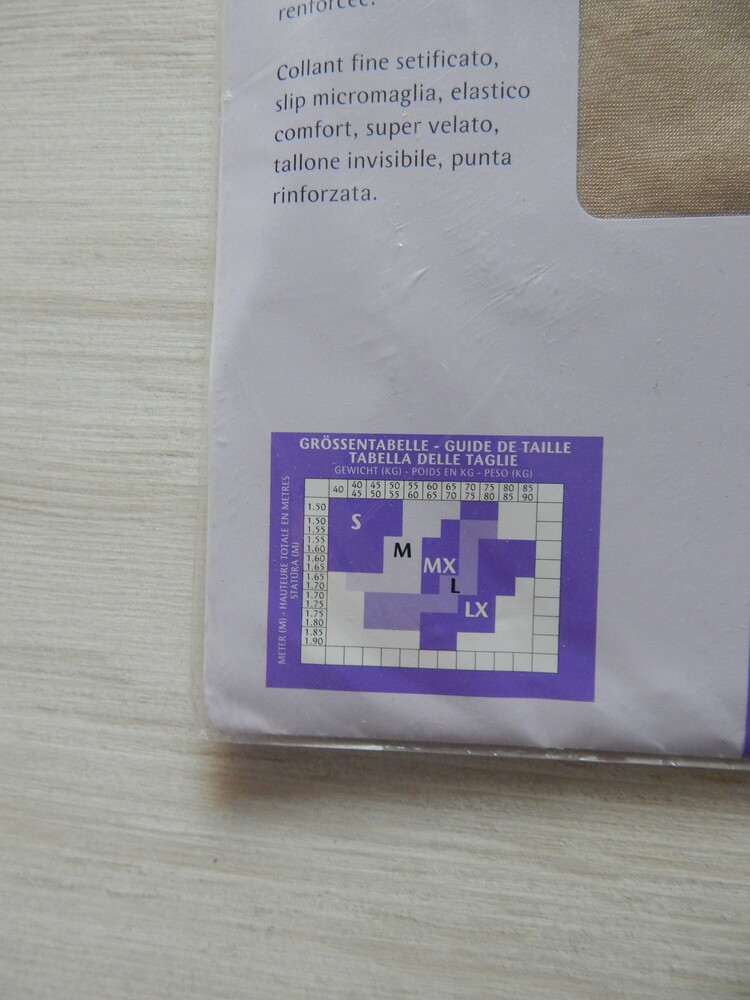 renforcée.
Collant fine setificato,
slip micromaglia, elastico
comfort, super velato,
tallone invisibile, punta
rinforzata.
GRÖSSENTABELLE - GUIDE DE TAILLE
TABELLA DELLE TAGLIE
GEWICHT (KG) - POIDS EN KG - PESO (KG)
METER (M) - HAUTEURE TOTALE EN METRES
STATURA (M)
40 40 45 50 55 60 65 70 75 80 85
45 50 55 60 65 70 75 80 85 90
1.50
1.50
1.55
1.55
1.60
1.60
1.65
1.65
1.70
1.70
1.75
1.75
1.80
1.85
1.90
S
M
MX
L
LX